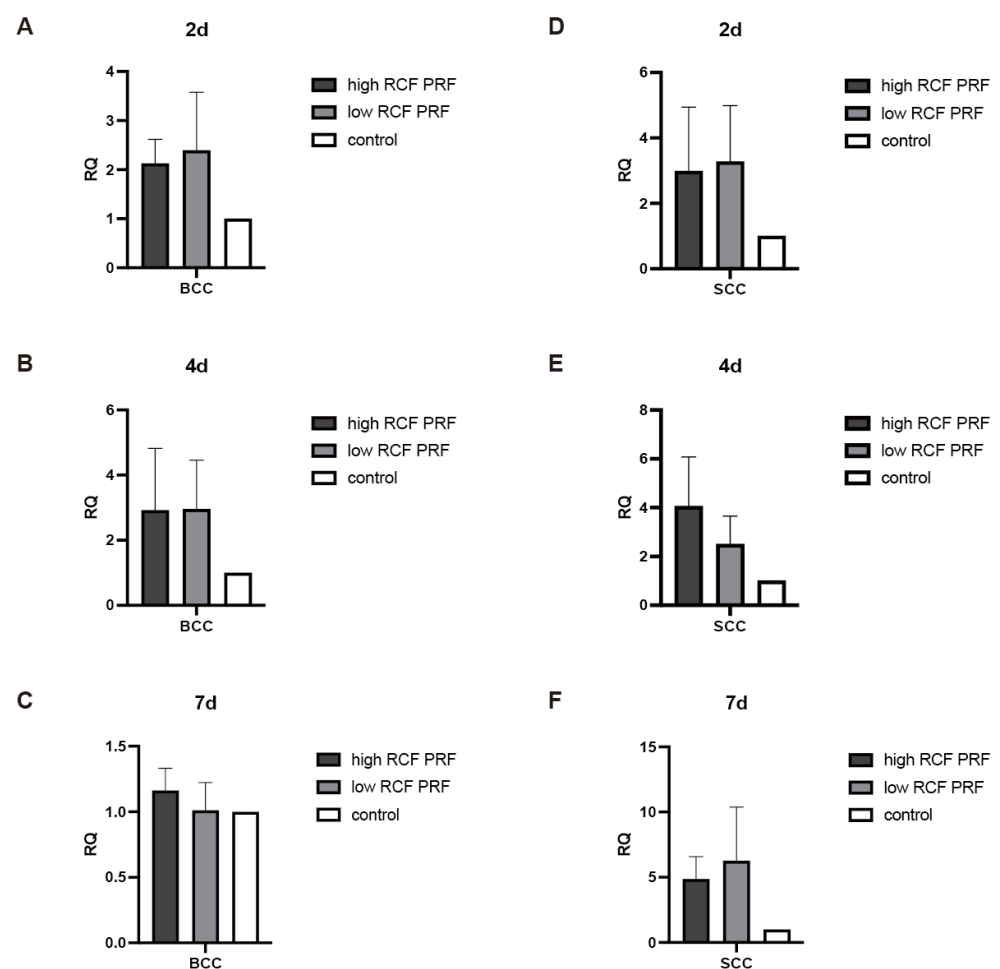 A
2d
4
3
2
1
0
RQ
BCC
high RCF PRF
low RCF PRF
control
D
2d
6
4
2
0
RQ
SCC
high RCF PRF
low RCF PRF
control
B
4d
6
4
2
0
RQ
BCC
high RCF PRF
low RCF PRF
control
E
4d
8
6
4
2
0
RQ
SCC
high RCF PRF
low RCF PRF
control
C
7d
1.5
1.0
0.5
0.0
RQ
BCC
high RCF PRF
low RCF PRF
control
F
7d
15
10
5
0
RQ
SCC
high RCF PRF
low RCF PRF
control